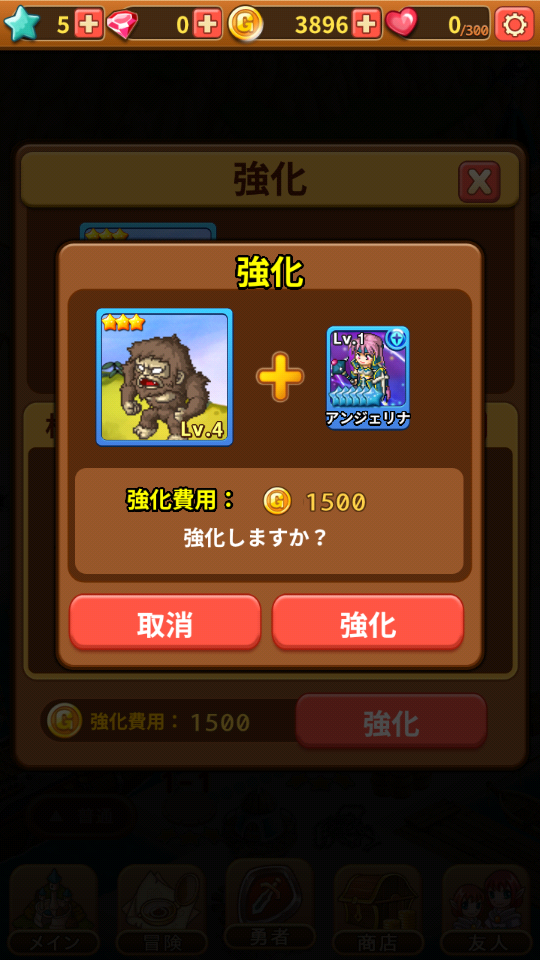 5
0
G
3896
0/300
強化
強化
Lv.4
Lv.1
アンジェリナ
強化費用： G 1500
強化しますか？
取消
強化
G 強化費用： 1500
強化
メイン
冒険
勇者
商店
友人